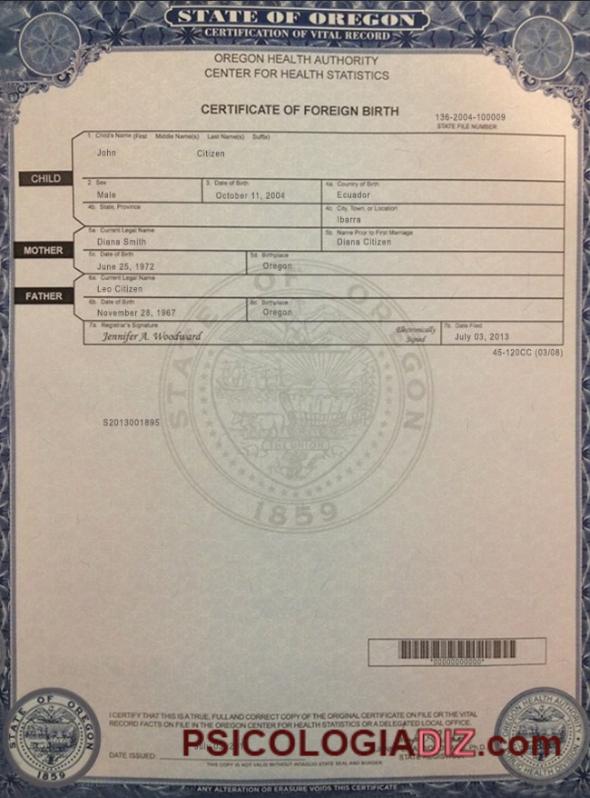 STATE OF OREGON
CERTIFICATION OF VITAL RECORD
OREGON HEALTH AUTHORITY
CENTER FOR HEALTH STATISTICS
CERTIFICATE OF FOREIGN BIRTH
136-2004-100009
STATE FILE NUMBER
1. Child's Name (First Middle Name(s) Last Name(s) Suffix)
John Citizen
CHILD
2. Sex 3. Date of Birth 4a. Country of Birth
Male October 11, 2004 Ecuador
4b. State, Province 4c. City, Town, or Location
Ibarra
5a. Current Legal Name 5b. Name Prior to First Marriage
Diana Smith Diana Citizen
MOTHER
5c. Date of Birth 5d. Birthplace
June 25, 1972 Oregon
6a. Current Legal Name
Leo Citizen
FATHER
6b. Date of Birth 6c. Birthplace
November 28, 1967 Oregon
7a. Registrar's Signature 7b. Date Filed
Jennifer A. Woodward Electronically Signed July 03, 2013
45-120CC (03/08)
STATE OF OREGON
THE UNION
1859
S2013001895
*00000000000*
I CERTIFY THAT THIS IS A TRUE, FULL AND CORRECT COPY OF THE ORIGINAL CERTIFICATE ON FILE OR THE VITAL
RECORD FACTS ON FILE IN THE OREGON CENTER FOR HEALTH STATISTICS OR A DELEGATED LOCAL OFFICE.
PSICOLOGIADIZ.com
Ph.D.
DATE ISSUED: STATE REGISTRAR
THIS COPY IS NOT VALID WITHOUT INTAGLIO STATE SEAL AND BORDER
STATE OF OREGON
1859
OREGON HEALTH AUTHORITY
ANY ALTERATION OR ERASURE VOIDS THIS CERTIFICATE